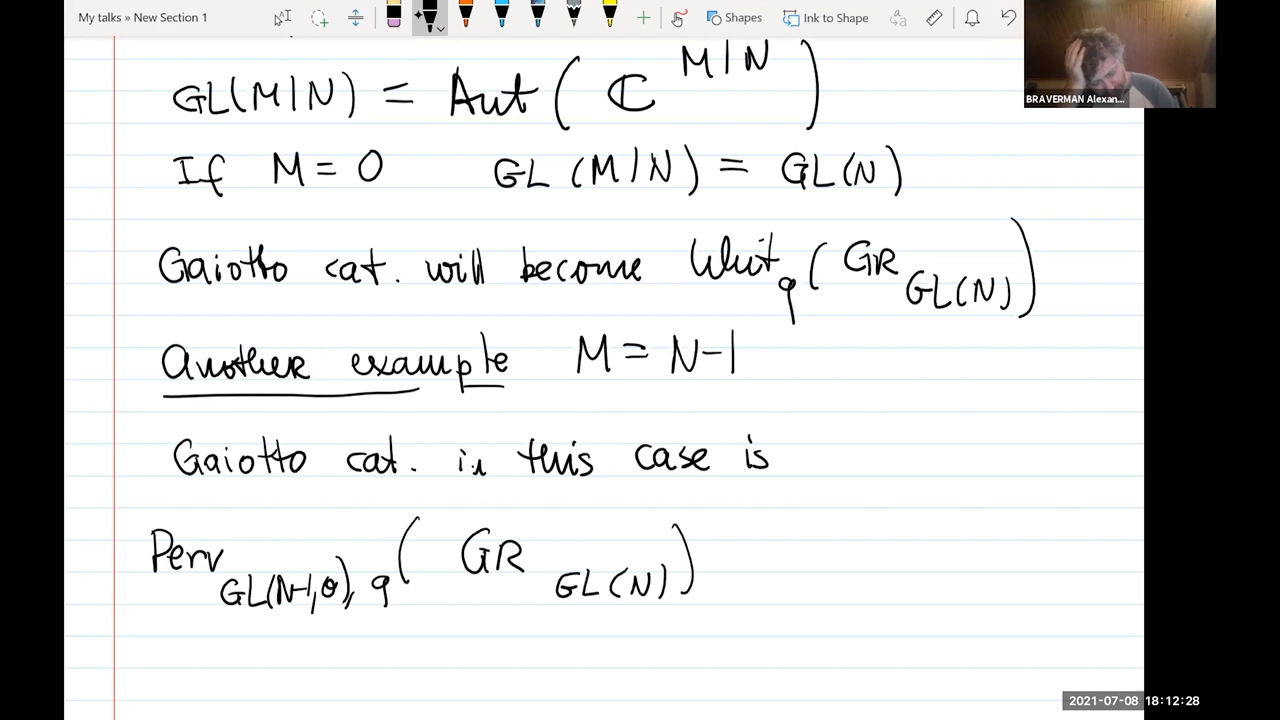 My talks » New Section 1
Shapes
Ink to Shape
BRAVERMAN Alexan...
GL(M|N) = Aut(ℂ^{M|N})
If M = 0 GL(M|N) = GL(N)
Gaiotto cat. will become Whit_q(GR_{GL(N)})
Another example M = N-1
Gaiotto cat. in this case is
Perv_{GL(N-1,O), q}(GR_{GL(N)})
2021-07-08 18:12:28